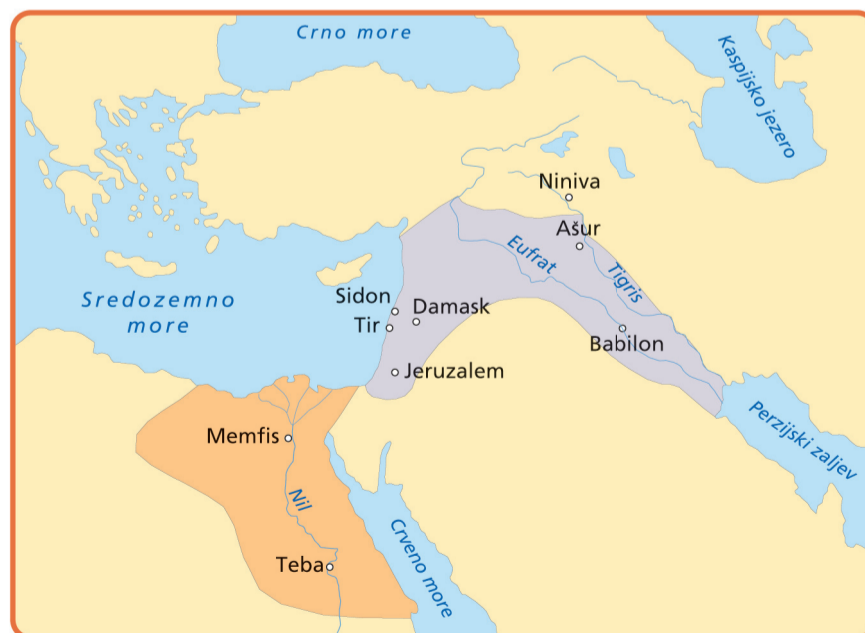 Crno more
Kaspijsko jezero
Niniva
Ašur
Eufrat
Tigris
Sredozemno
more
Sidon
Damask
Tir
Babilon
Jeruzalem
Perzijski zaljev
Memfis
Nil
Crveno more
Teba